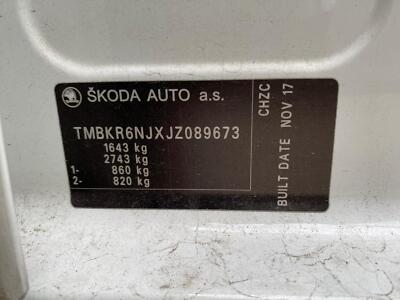 ŠKODA AUTO a.s.
TMBKR6NJXJZ089673
1643 kg
2743 kg
1- 860 kg
2- 820 kg
CHZC
BUILT DATE NOV 17